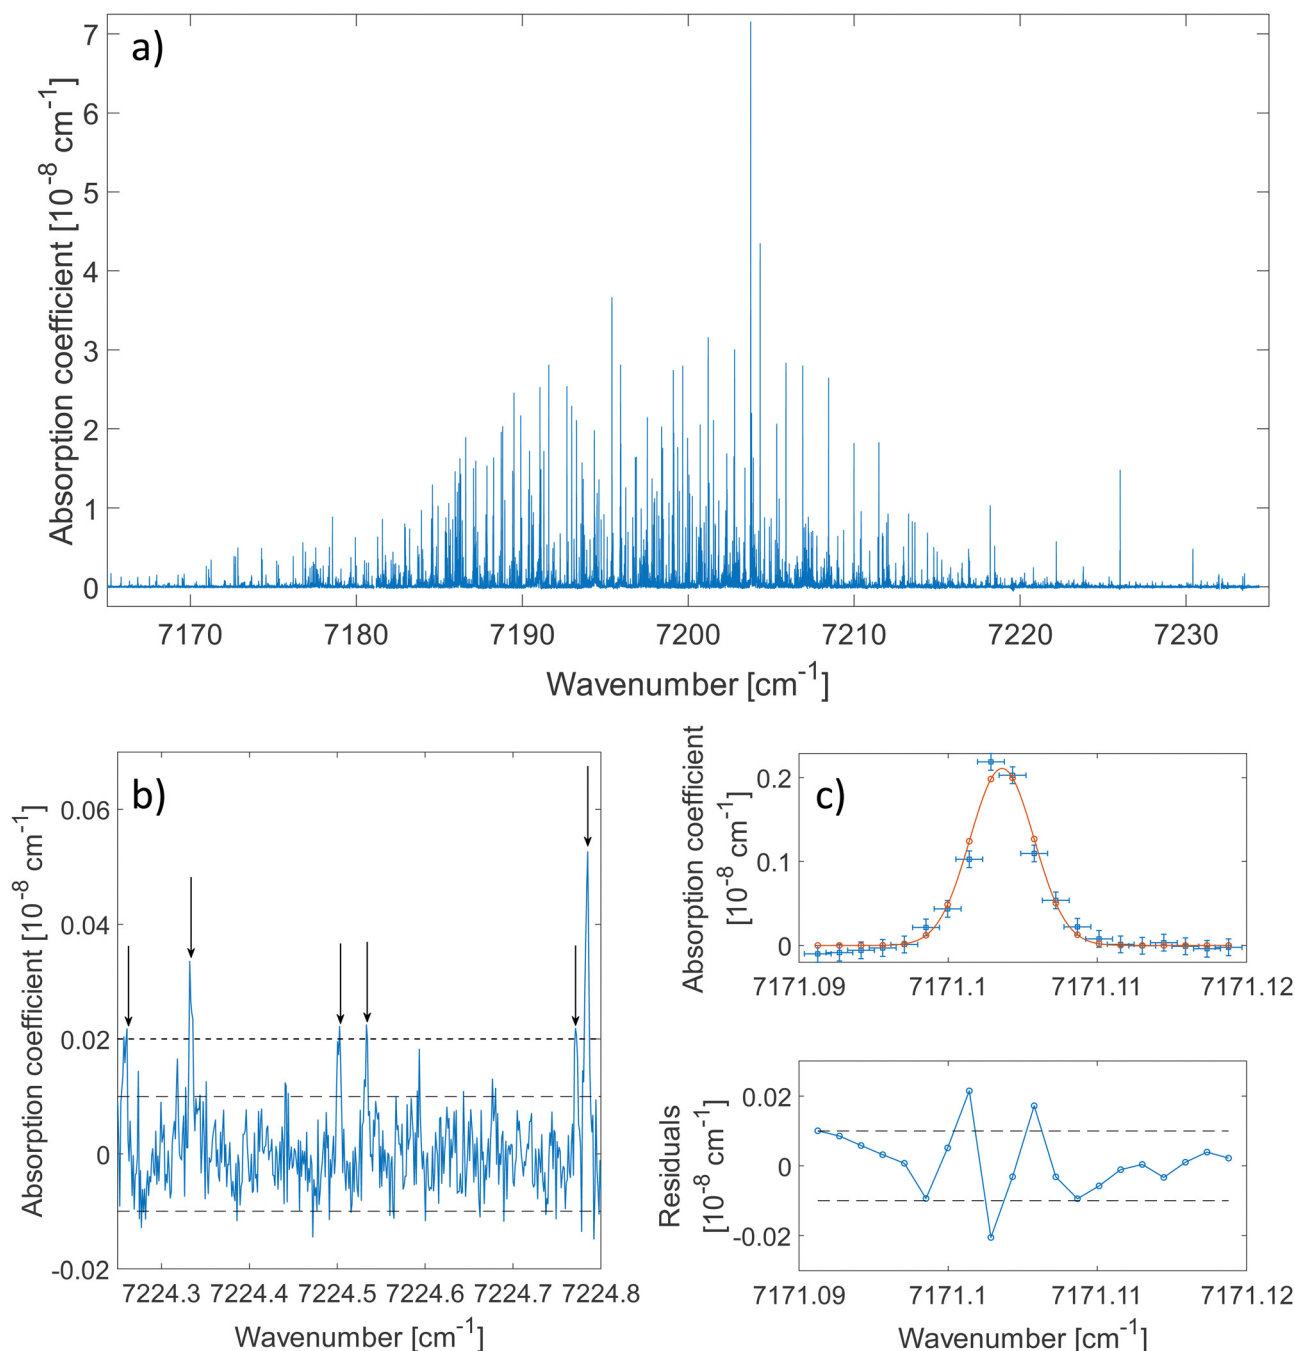 a)
Absorption coefficient [10⁻⁸ cm⁻¹]
7
6
5
4
3
2
1
0
7170 7180 7190 7200 7210 7220 7230
Wavenumber [cm⁻¹]
b)
Absorption coefficient [10⁻⁸ cm⁻¹]
0.06
0.04
0.02
0
-0.02
7224.3 7224.4 7224.5 7224.6 7224.7 7224.8
Wavenumber [cm⁻¹]
c)
Absorption coefficient
[10⁻⁸ cm⁻¹]
0.2
0.1
0
7171.09 7171.1 7171.11 7171.12
Residuals
[10⁻⁸ cm⁻¹]
0.02
0
-0.02
7171.09 7171.1 7171.11 7171.12
Wavenumber [cm⁻¹]